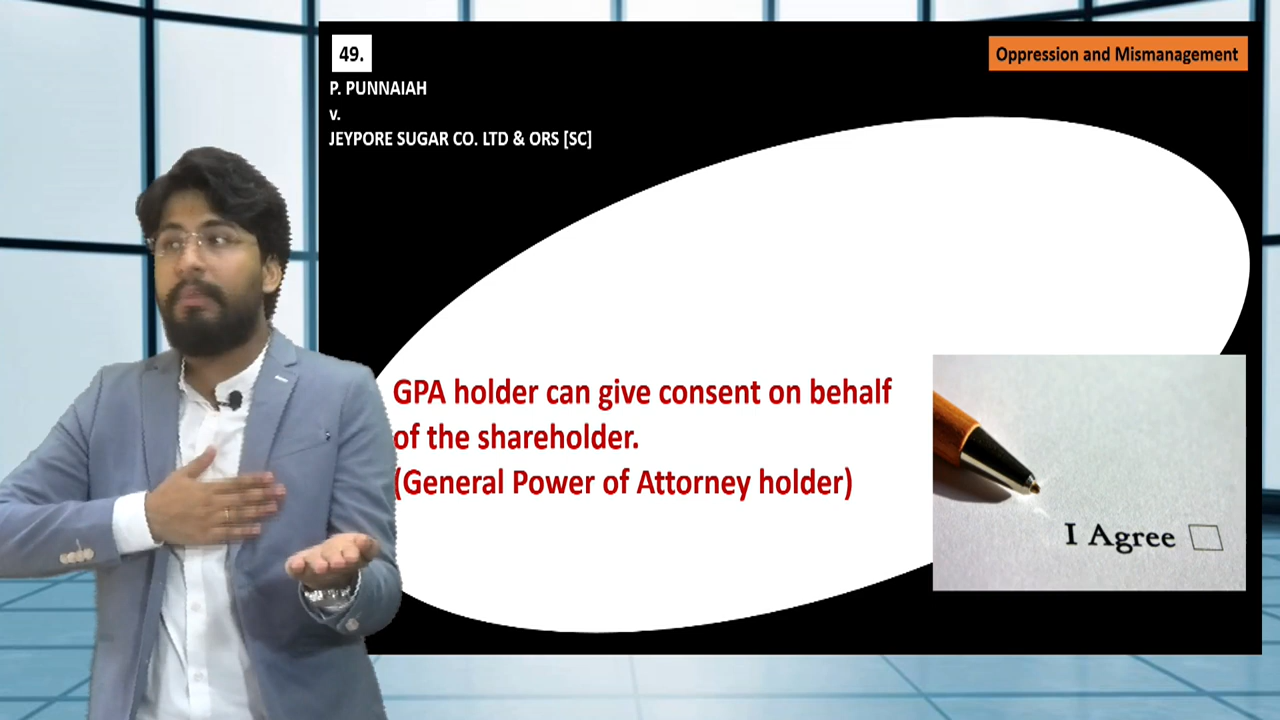 49.
Oppression and Mismanagement
P. PUNNAIAH
v.
JEYPORE SUGAR CO. LTD & ORS [SC]
GPA holder can give consent on behalf
of the shareholder.
(General Power of Attorney holder)
I Agree